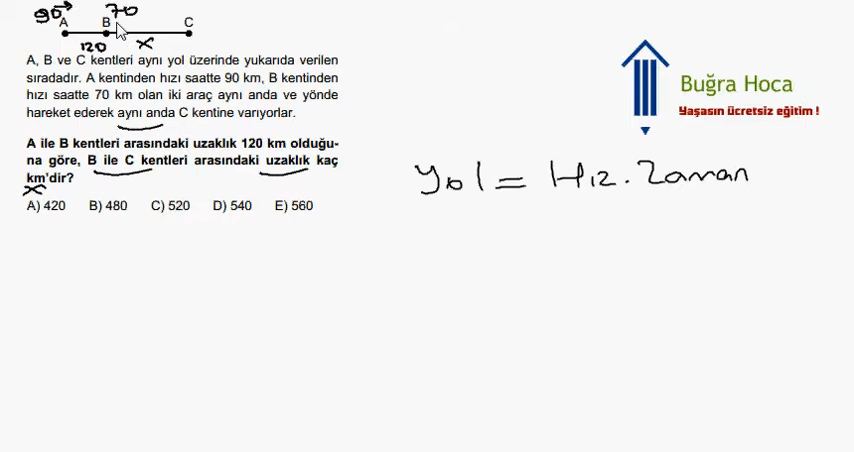 90 70
A B C
120 x
A, B ve C kentleri aynı yol üzerinde yukarıda verilen
sıradadır. A kentinden hızı saatte 90 km, B kentinden
hızı saatte 70 km olan iki araç aynı anda ve yönde
hareket ederek aynı anda C kentine varıyorlar.
A ile B kentleri arasındaki uzaklık 120 km olduğu-
na göre, B ile C kentleri arasındaki uzaklık kaç
km'dir?
x
A) 420 B) 480 C) 520 D) 540 E) 560
Buğra Hoca
Yaşasın ücretsiz eğitim !
Yol = Hız . Zaman